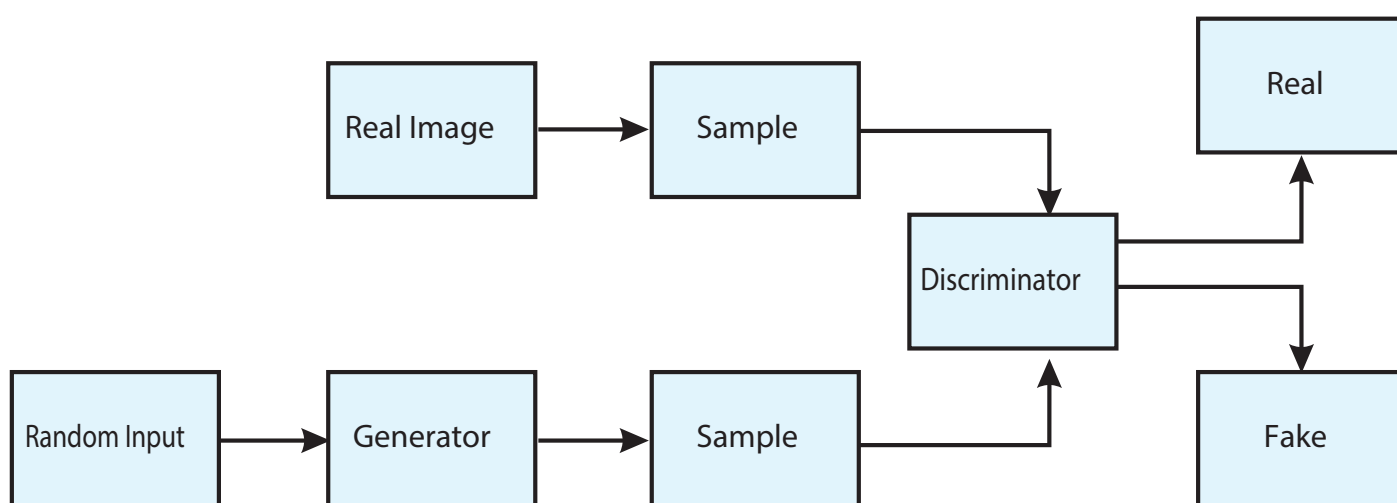 Real
Real Image
Sample
Discriminator
Random Input
Generator
Sample
Fake